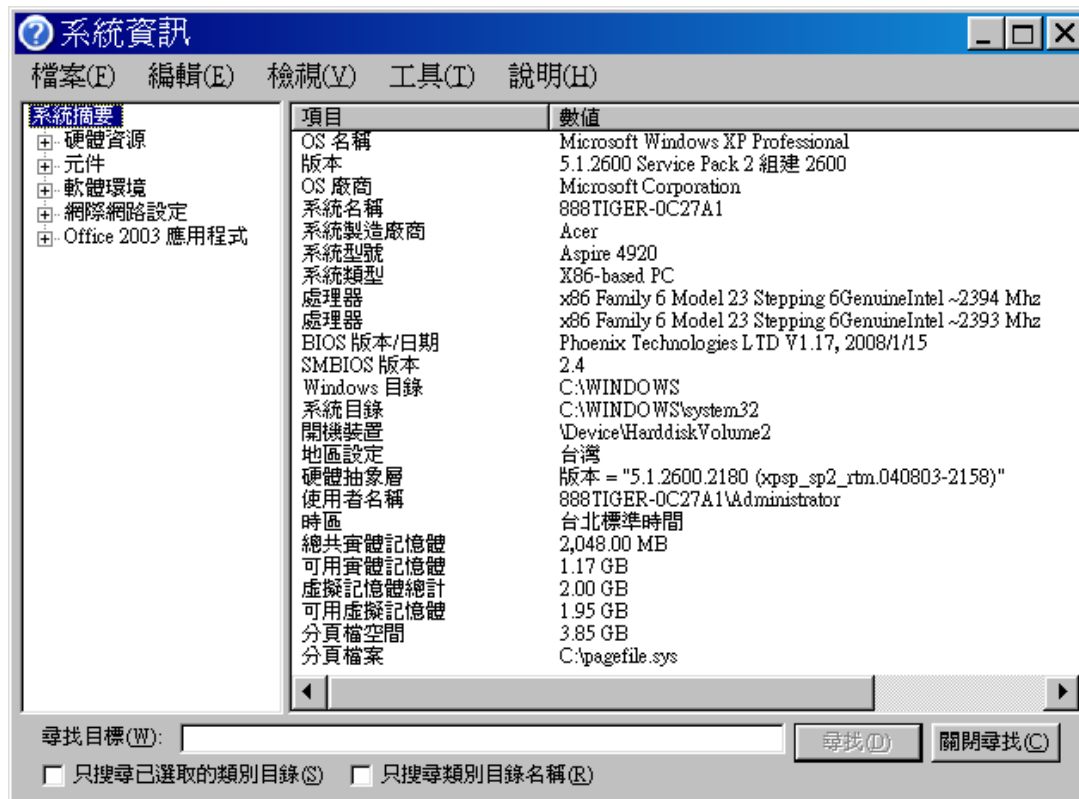 系統資訊
檔案(F) 編輯(E) 檢視(V) 工具(T) 說明(H)
系統摘要
硬體資源
元件
軟體環境
網際網路設定
Office 2003 應用程式
項目 數值
OS 名稱 Microsoft Windows XP Professional
版本 5.1.2600 Service Pack 2 組建 2600
OS 廠商 Microsoft Corporation
系統名稱 888TIGER-0C27A1
系統製造廠商 Acer
系統型號 Aspire 4920
系統類型 X86-based PC
處理器 x86 Family 6 Model 23 Stepping 6GenuineIntel ~2394 Mhz
處理器 x86 Family 6 Model 23 Stepping 6GenuineIntel ~2393 Mhz
BIOS 版本/日期 Phoenix Technologies LTD V1.17, 2008/1/15
SMBIOS 版本 2.4
Windows 目錄 C:\WINDOWS
系統目錄 C:\WINDOWS\system32
開機裝置 \Device\HarddiskVolume2
地區設定 台灣
硬體抽象層 版本 = "5.1.2600.2180 (xpsp_sp2_rtm.040803-2158)"
使用者名稱 888TIGER-0C27A1\Administrator
時區 台北標準時間
總共實體記憶體 2,048.00 MB
可用實體記憶體 1.17 GB
虛擬記憶體總計 2.00 GB
可用虛擬記憶體 1.95 GB
分頁檔空間 3.85 GB
分頁檔案 C:\pagefile.sys
尋找目標(W): 尋找(D) 關閉尋找(C)
只搜尋已選取的類別目錄(S) 只搜尋類別目錄名稱(R)